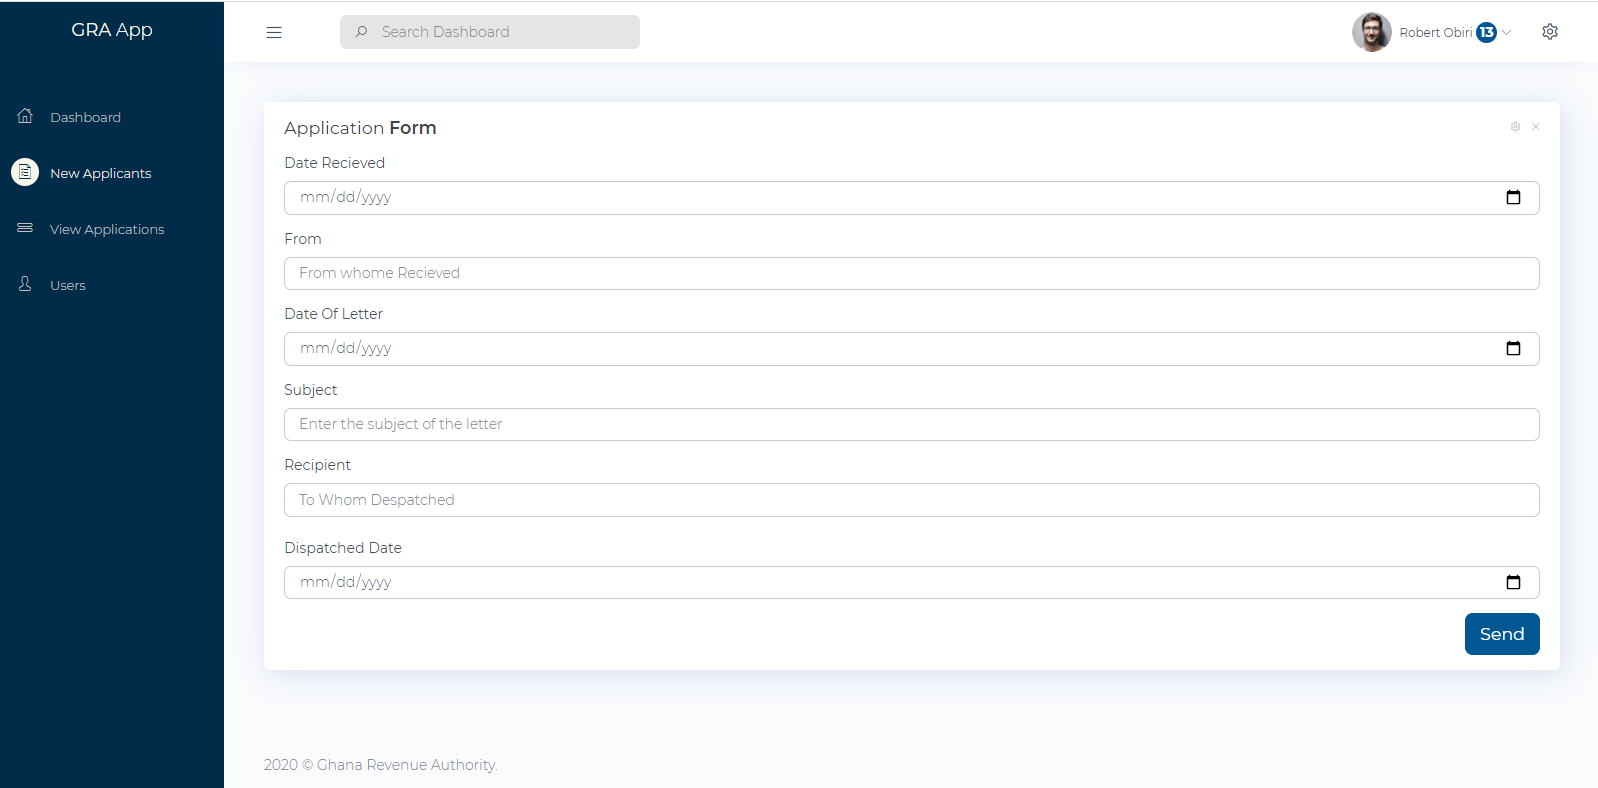 GRA App
Search Dashboard
Robert Obiri 13
Dashboard
New Applicants
View Applications
Users
Application Form
Date Recieved
mm/dd/yyyy
From
From whome Recieved
Date Of Letter
mm/dd/yyyy
Subject
Enter the subject of the letter
Recipient
To Whom Despatched
Dispatched Date
mm/dd/yyyy
Send
2020 © Ghana Revenue Authority.